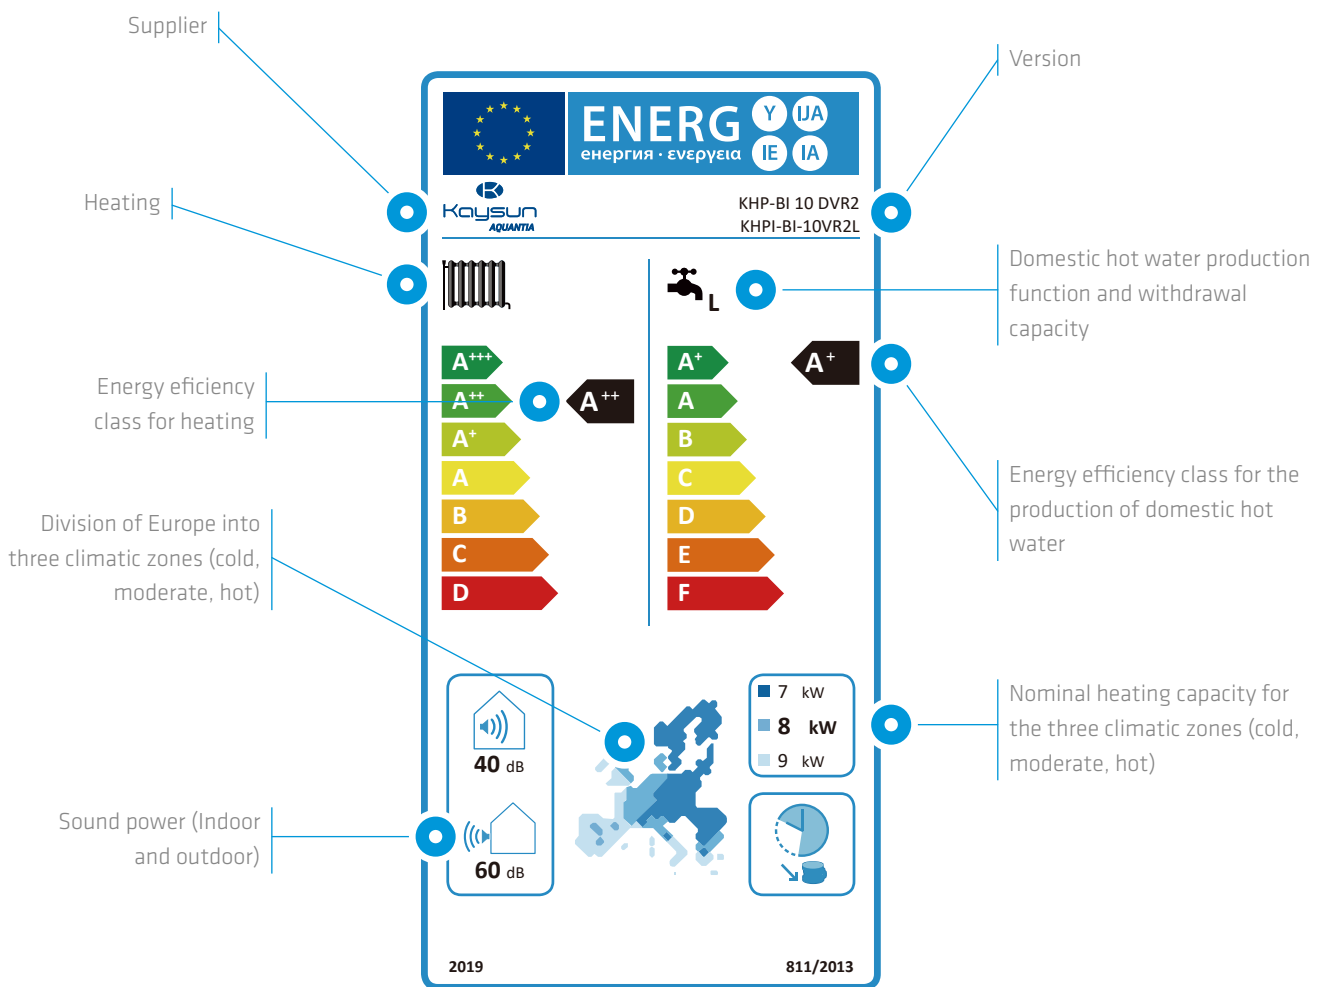 Supplier
Version
ENERG
енергия · ενεργεια
Y
IJA
IE
IA
Kaysun
AQUANTIA
KHP-BI 10 DVR2
KHPI-BI-10VR2L
Heating
L
Domestic hot water production
function and withdrawal
capacity
A+++
A++
A+
A
B
C
D
A++
A+
A
B
C
D
E
F
A+
Energy eficiency
class for heating
Energy efficiency class for the
production of domestic hot
water
Division of Europe into
three climatic zones (cold,
moderate, hot)
40 dB
60 dB
7 kW
8 kW
9 kW
Nominal heating capacity for
the three climatic zones (cold,
moderate, hot)
Sound power (Indoor
and outdoor)
2019
811/2013